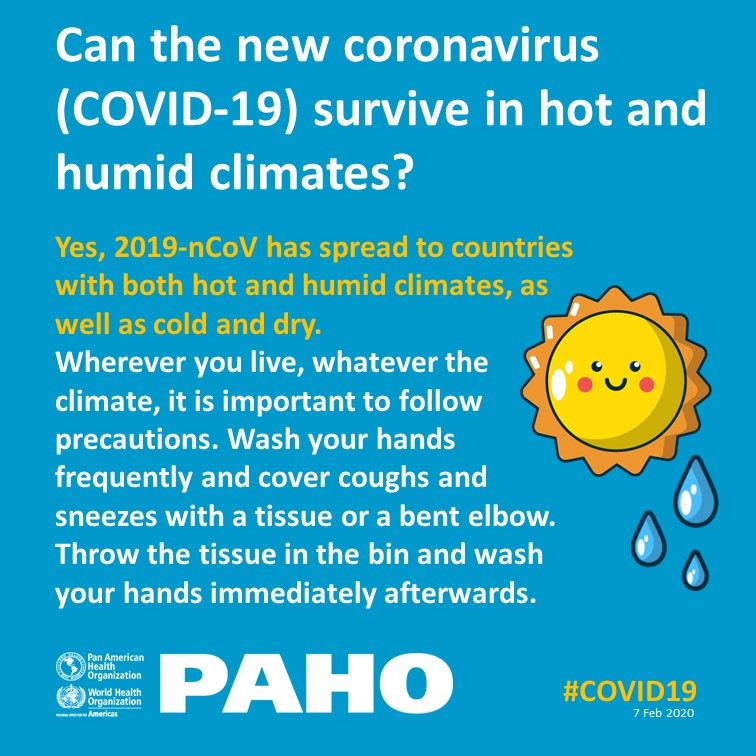 Can the new coronavirus
(COVID-19) survive in hot and
humid climates?
Yes, 2019-nCoV has spread to countries
with both hot and humid climates, as
well as cold and dry.
Wherever you live, whatever the
climate, it is important to follow
precautions. Wash your hands
frequently and cover coughs and
sneezes with a tissue or a bent elbow.
Throw the tissue in the bin and wash
your hands immediately afterwards.
Pan American
Health
Organization
World Health
Organization
Americas
PAHO
#COVID19
7 Feb 2020